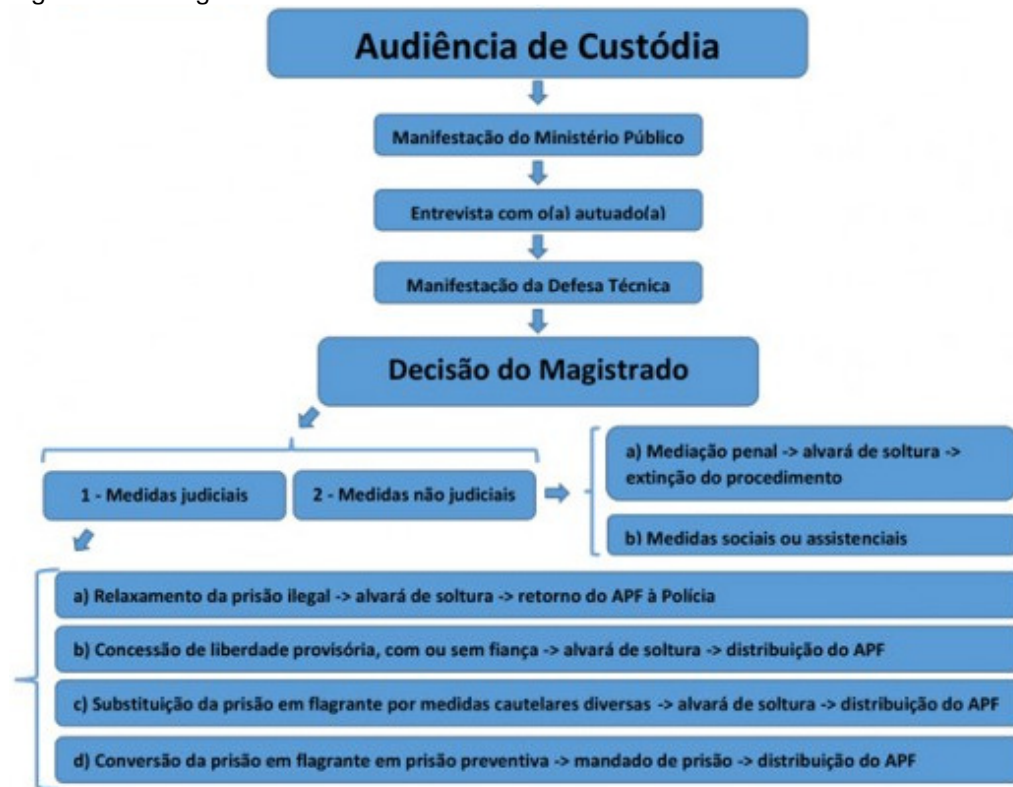 Audiência de Custódia
Manifestação do Ministério Público
Entrevista com o(a) autuado(a)
Manifestação da Defesa Técnica
Decisão do Magistrado
1 - Medidas judiciais
2 - Medidas não judiciais
a) Mediação penal -> alvará de soltura ->
extinção do procedimento
b) Medidas sociais ou assistenciais
a) Relaxamento da prisão ilegal -> alvará de soltura -> retorno do APF à Polícia
b) Concessão de liberdade provisória, com ou sem fiança -> alvará de soltura -> distribuição do APF
c) Substituição da prisão em flagrante por medidas cautelares diversas -> alvará de soltura -> distribuição do APF
d) Conversão da prisão em flagrante em prisão preventiva -> mandado de prisão -> distribuição do APF